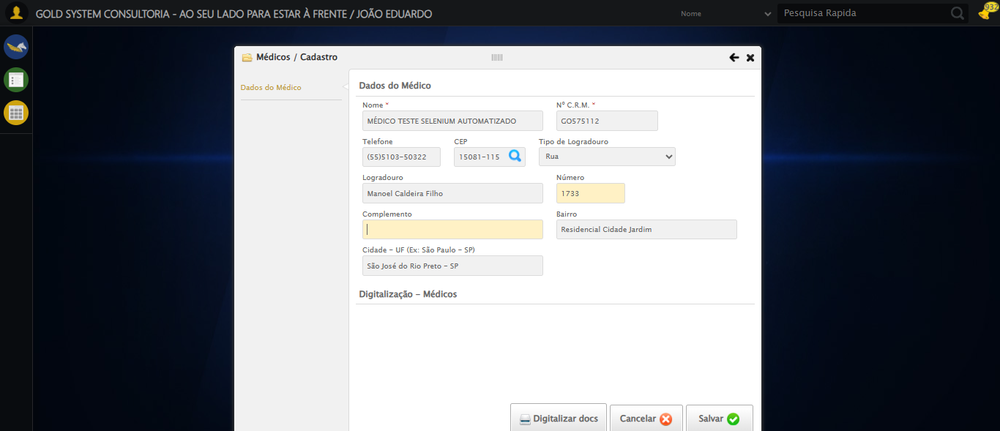 GOLD SYSTEM CONSULTORIA - AO SEU LADO PARA ESTAR À FRENTE / JOÃO EDUARDO
Nome
Pesquisa Rapida
932
Médicos / Cadastro
Dados do Médico
Dados do Médico
Nome *
Nº C.R.M. *
MÉDICO TESTE SELENIUM AUTOMATIZADO
GO575112
Telefone
CEP
Tipo de Logradouro
(55)5103-50322
15081-115
Rua
Logradouro
Número
Manoel Caldeira Filho
1733
Complemento
Bairro
Residencial Cidade Jardim
Cidade - UF (Ex: São Paulo - SP)
São José do Rio Preto - SP
Digitalização - Médicos
Digitalizar docs
Cancelar
Salvar